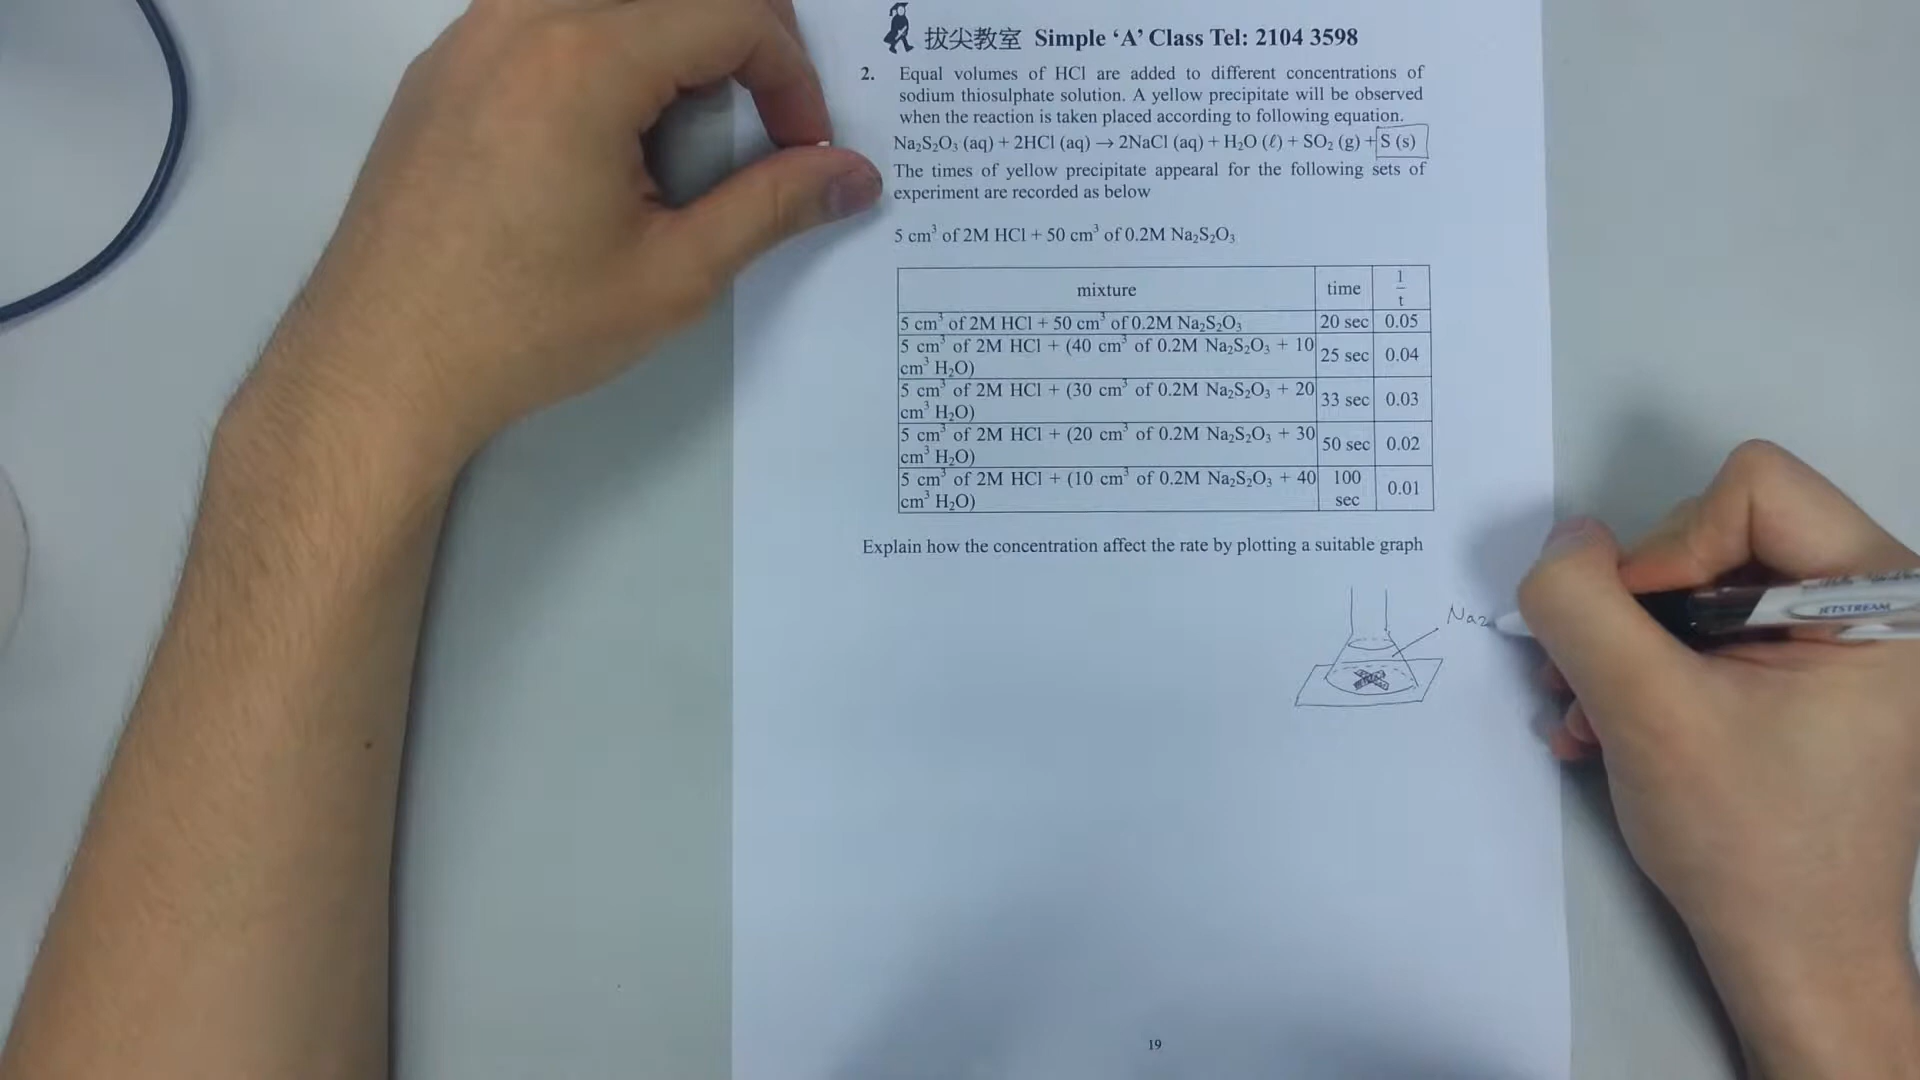 拔尖教室 Simple ‘A’ Class Tel: 2104 3598
2. Equal volumes of HCl are added to different concentrations of
sodium thiosulphate solution. A yellow precipitate will be observed
when the reaction is taken placed according to following equation.
Na₂S₂O₃ (aq) + 2HCl (aq) → 2NaCl (aq) + H₂O (ℓ) + SO₂ (g) + S (s)
The times of yellow precipitate appearal for the following sets of
experiment are recorded as below
5 cm³ of 2M HCl + 50 cm³ of 0.2M Na₂S₂O₃
mixture time 1/t
5 cm³ of 2M HCl + 50 cm³ of 0.2M Na₂S₂O₃ 20 sec 0.05
5 cm³ of 2M HCl + (40 cm³ of 0.2M Na₂S₂O₃ + 10
cm³ H₂O) 25 sec 0.04
5 cm³ of 2M HCl + (30 cm³ of 0.2M Na₂S₂O₃ + 20
cm³ H₂O) 33 sec 0.03
5 cm³ of 2M HCl + (20 cm³ of 0.2M Na₂S₂O₃ + 30
cm³ H₂O) 50 sec 0.02
5 cm³ of 2M HCl + (10 cm³ of 0.2M Na₂S₂O₃ + 40
cm³ H₂O) 100 sec 0.01
Explain how the concentration affect the rate by plotting a suitable graph
Na₂
JETSTREAM
19